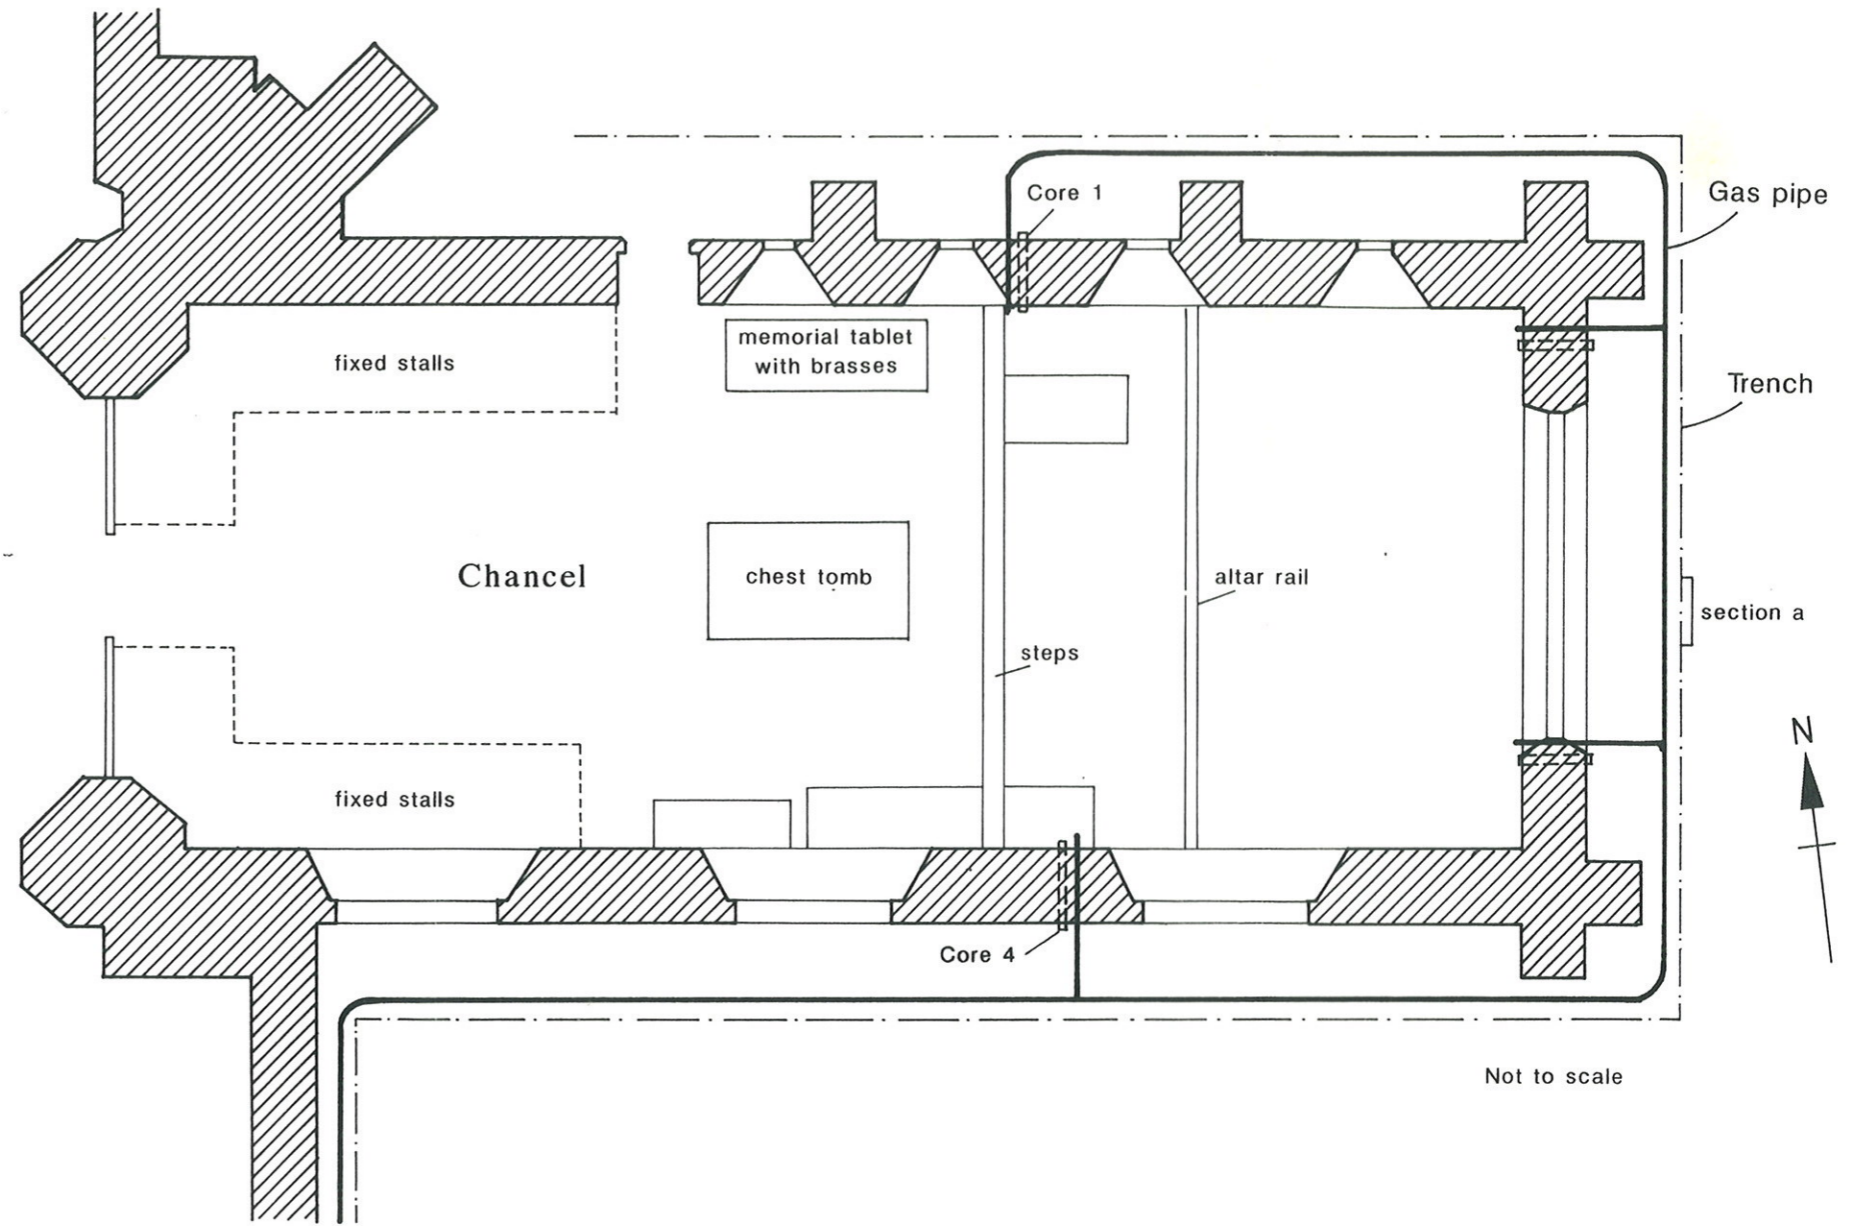 Core 1
Gas pipe
memorial tablet
with brasses
fixed stalls
Trench
Chancel
chest tomb
altar rail
section a
steps
N
fixed stalls
Core 4
Not to scale